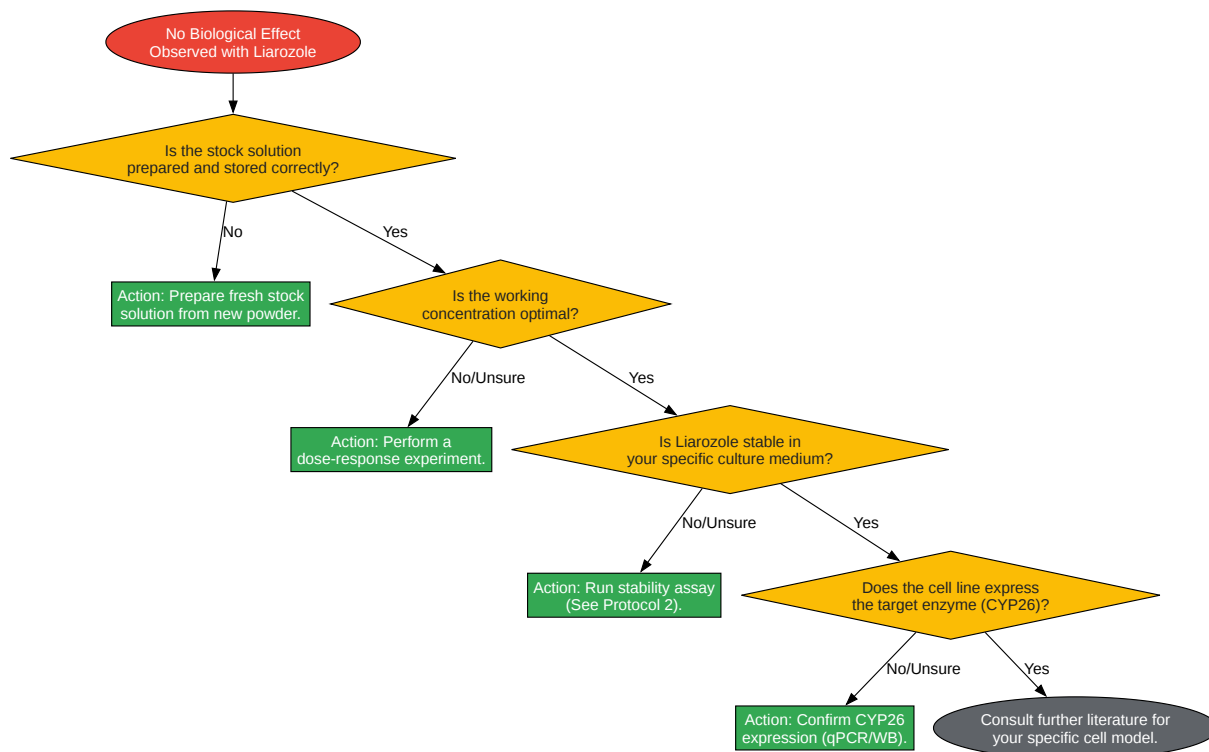 No Biological Effect
Observed with Liarozole
Is the stock solution
prepared and stored correctly?
No
Yes
Action: Prepare fresh stock
solution from new powder.
Is the working
concentration optimal?
No/Unsure
Yes
Action: Perform a
dose-response experiment.
Is Liarozole stable in
your specific culture medium?
No/Unsure
Yes
Action: Run stability assay
(See Protocol 2).
Does the cell line express
the target enzyme (CYP26)?
No/Unsure
Yes
Action: Confirm CYP26
expression (qPCR/WB).
Consult further literature for
your specific cell model.